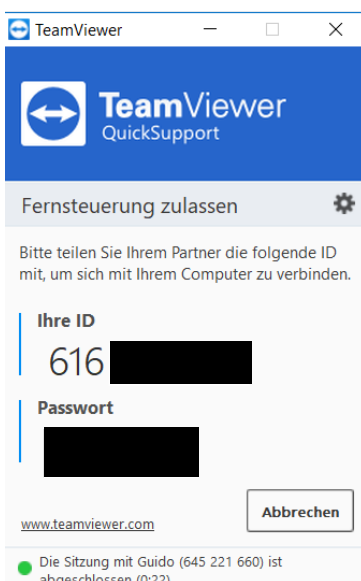 TeamViewer
TeamViewer
QuickSupport
Fernsteuerung zulassen
Bitte teilen Sie Ihrem Partner die folgende ID
mit, um sich mit Ihrem Computer zu verbinden.
Ihre ID
616
Passwort
Abbrechen
www.teamviewer.com
Die Sitzung mit Guido (645 221 660) ist
abgeschlossen (0:22)